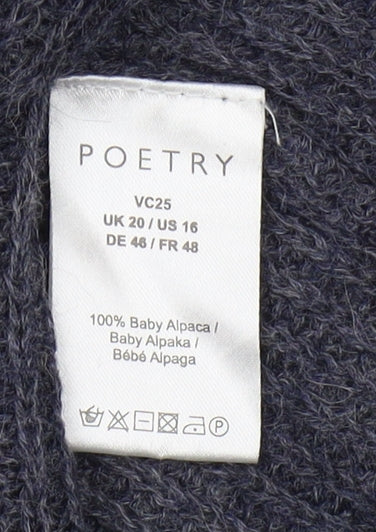 POETRY
VC25
UK 20 / US 16
DE 46 / FR 48
100% Baby Alpaca /
Baby Alpaka /
Bébé Alpaga
P